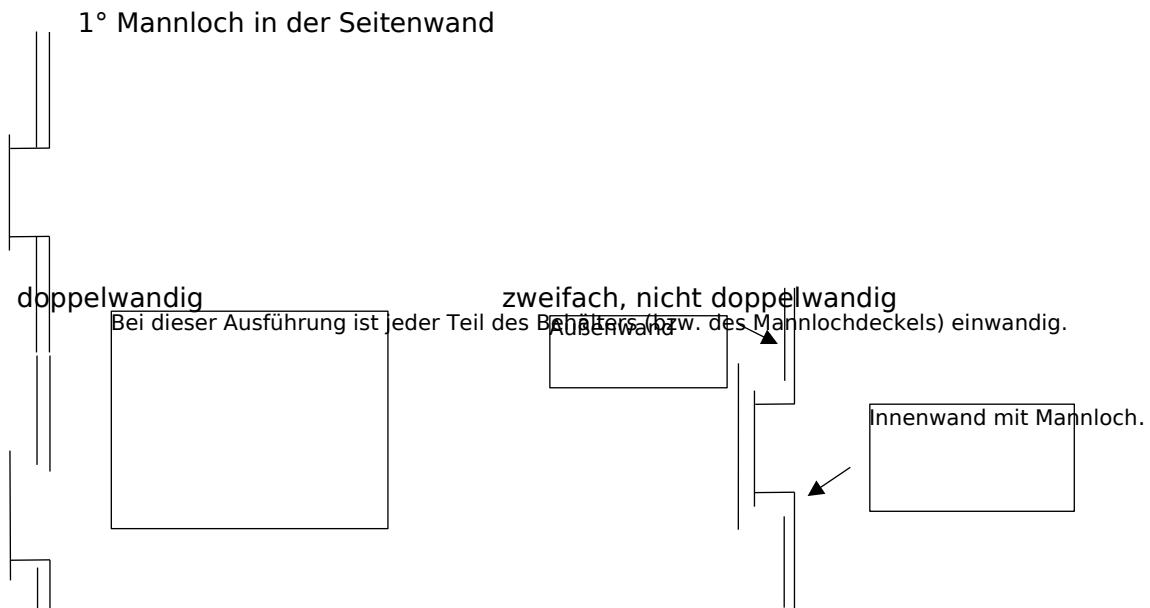 1° Mannloch in der Seitenwand
doppelwandig
zweifach, nicht doppelwandig
Bei dieser Ausführung ist jeder Teil des Behälters (bzw. des Mannlochdeckels) einwandig.
Außenwand
Innenwand mit Mannloch.